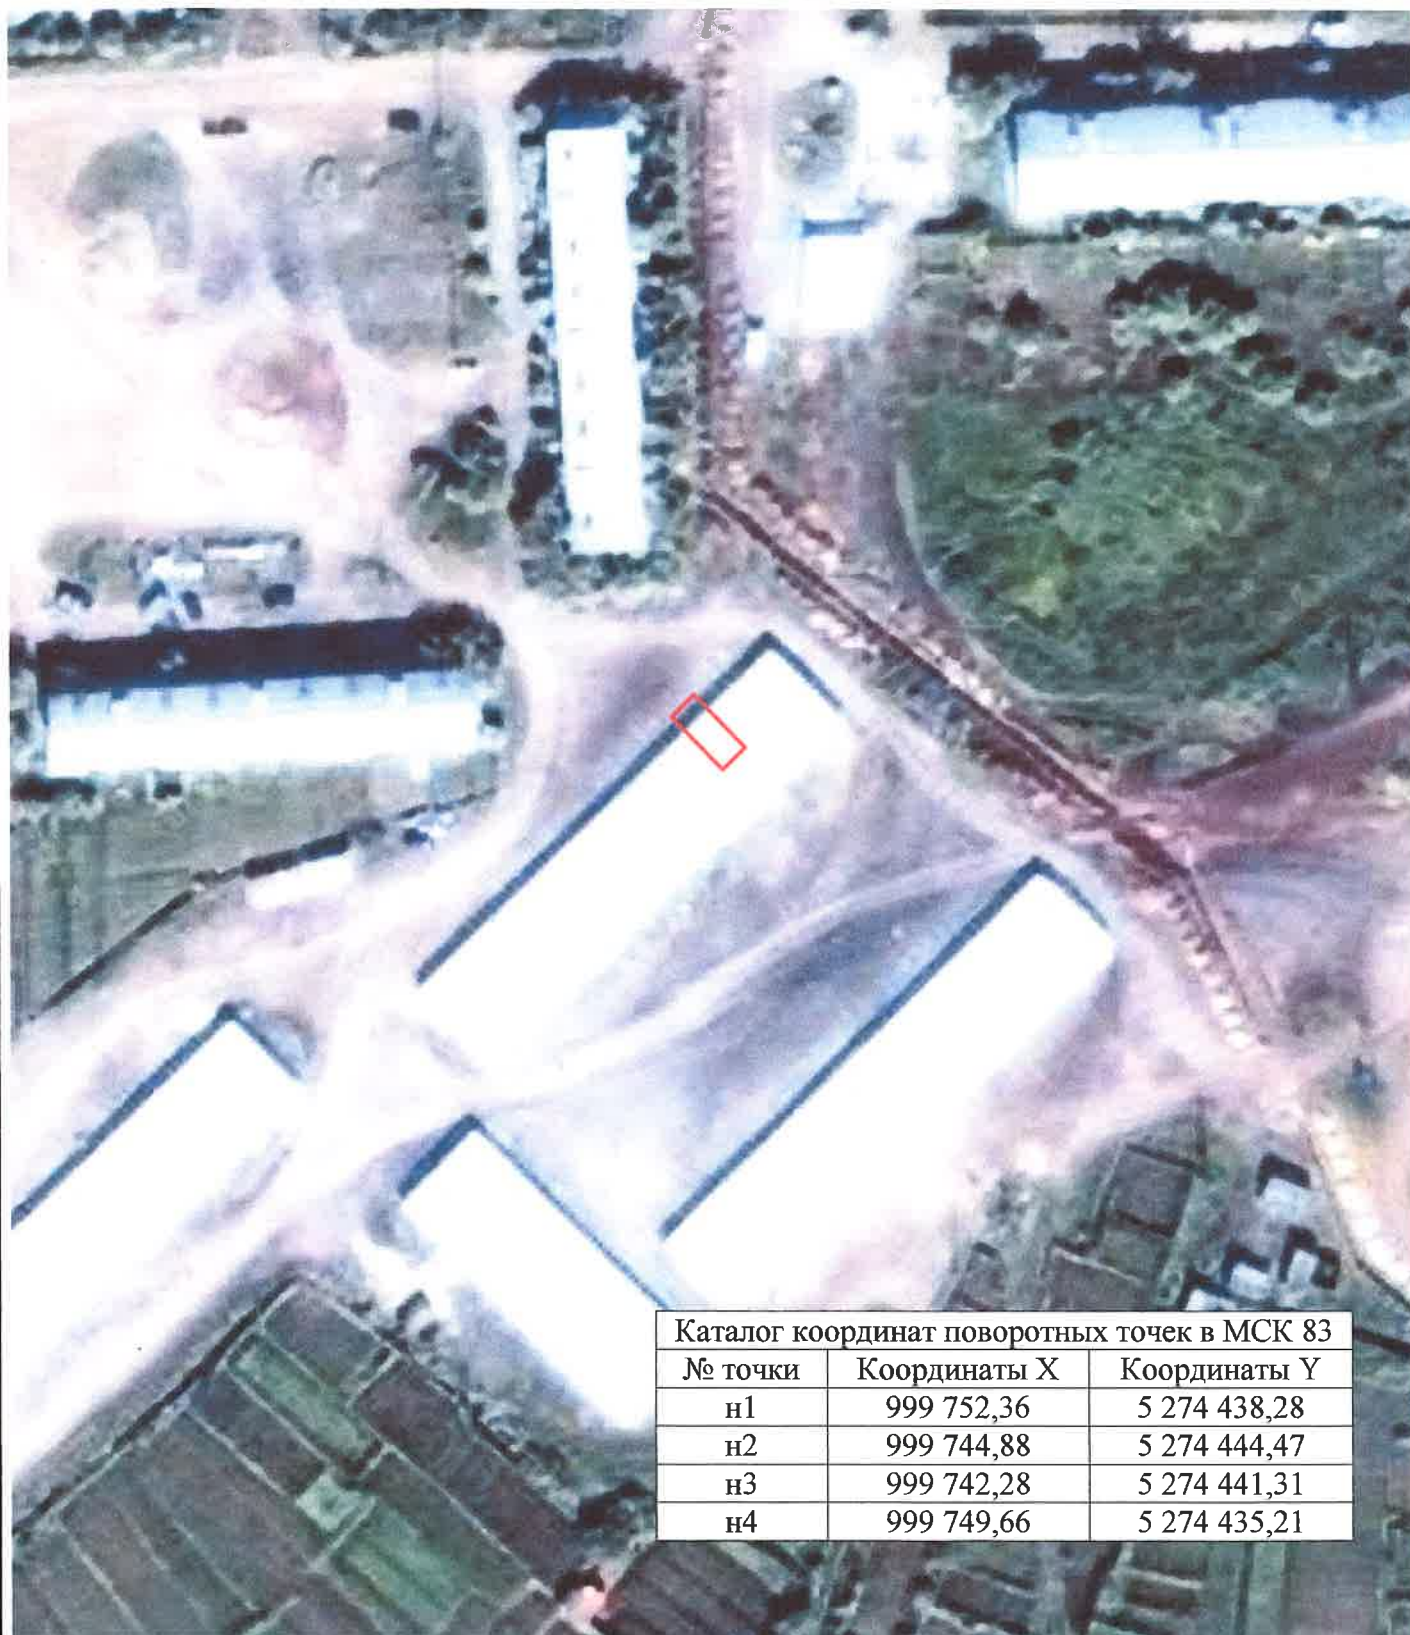 Каталог координат поворотных точек в МСК 83
№ точки Координаты X Координаты Y
н1 999 752,36 5 274 438,28
н2 999 744,88 5 274 444,47
н3 999 742,28 5 274 441,31
н4 999 749,66 5 274 435,21